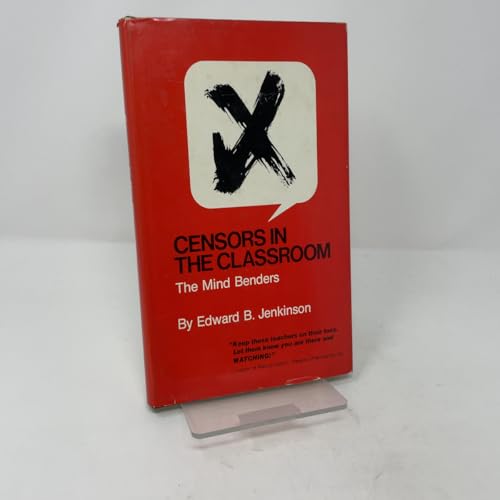 CENSORS IN
THE CLASSROOM
The Mind Benders
By Edward B. Jenkinson
"Keep these teachers on their toes.
Let them know you are there and
WATCHING!"